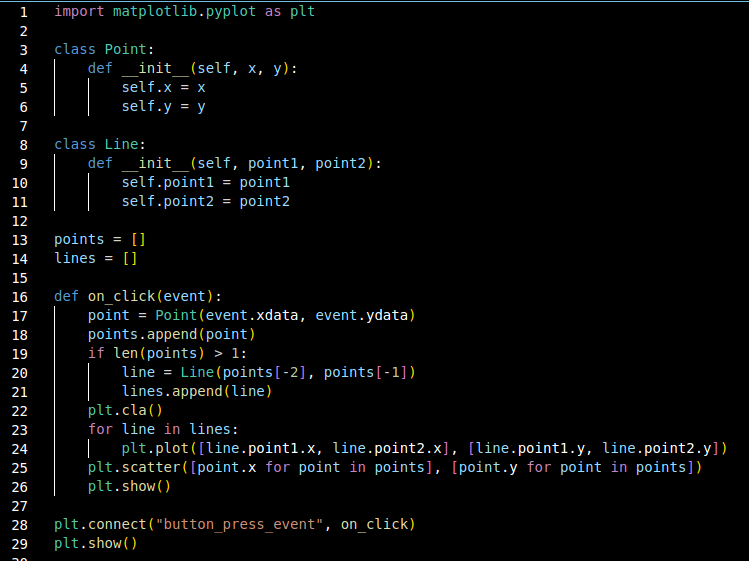 1 import matplotlib.pyplot as plt
2
3 class Point:
4     def __init__(self, x, y):
5         self.x = x
6         self.y = y
7
8 class Line:
9     def __init__(self, point1, point2):
10         self.point1 = point1
11         self.point2 = point2
12
13 points = []
14 lines = []
15
16 def on_click(event):
17     point = Point(event.xdata, event.ydata)
18     points.append(point)
19     if len(points) > 1:
20         line = Line(points[-2], points[-1])
21         lines.append(line)
22     plt.cla()
23     for line in lines:
24         plt.plot([line.point1.x, line.point2.x], [line.point1.y, line.point2.y])
25     plt.scatter([point.x for point in points], [point.y for point in points])
26     plt.show()
27
28 plt.connect("button_press_event", on_click)
29 plt.show()